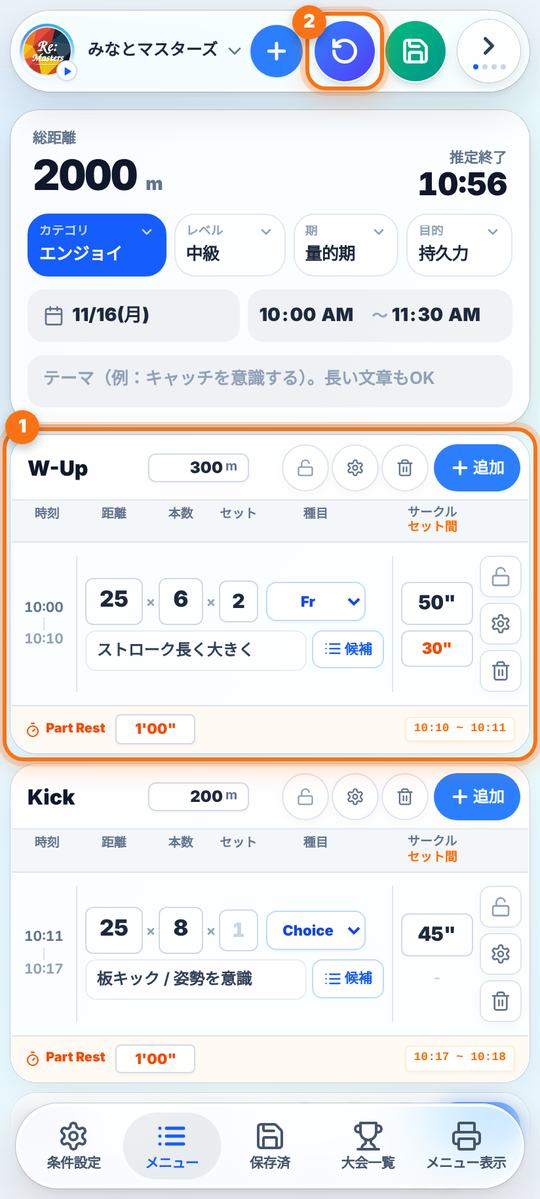 2
Re:
Masters
みなとマスターズ
総距離
2000 m
推定終了
10:56
カテゴリ
エンジョイ
レベル
中級
期
量的期
目的
持久力
11/16(月)
10:00 AM ～11:30 AM
テーマ（例：キャッチを意識する）。長い文章もOK
1
W-Up
300 m
+ 追加
時刻 距離 本数 セット 種目 サークル
セット間
10:00
10:10
25 × 6 × 2 Fr 50"
ストローク長く大きく
候補
30"
Part Rest 1'00" 10:10 ~ 10:11
Kick
200 m
+ 追加
時刻 距離 本数 セット 種目 サークル
セット間
10:11
10:17
25 × 8 × 1 Choice 45"
板キック / 姿勢を意識
候補
-
Part Rest 1'00" 10:17 ~ 10:18
条件設定 メニュー 保存済 大会一覧 メニュー表示